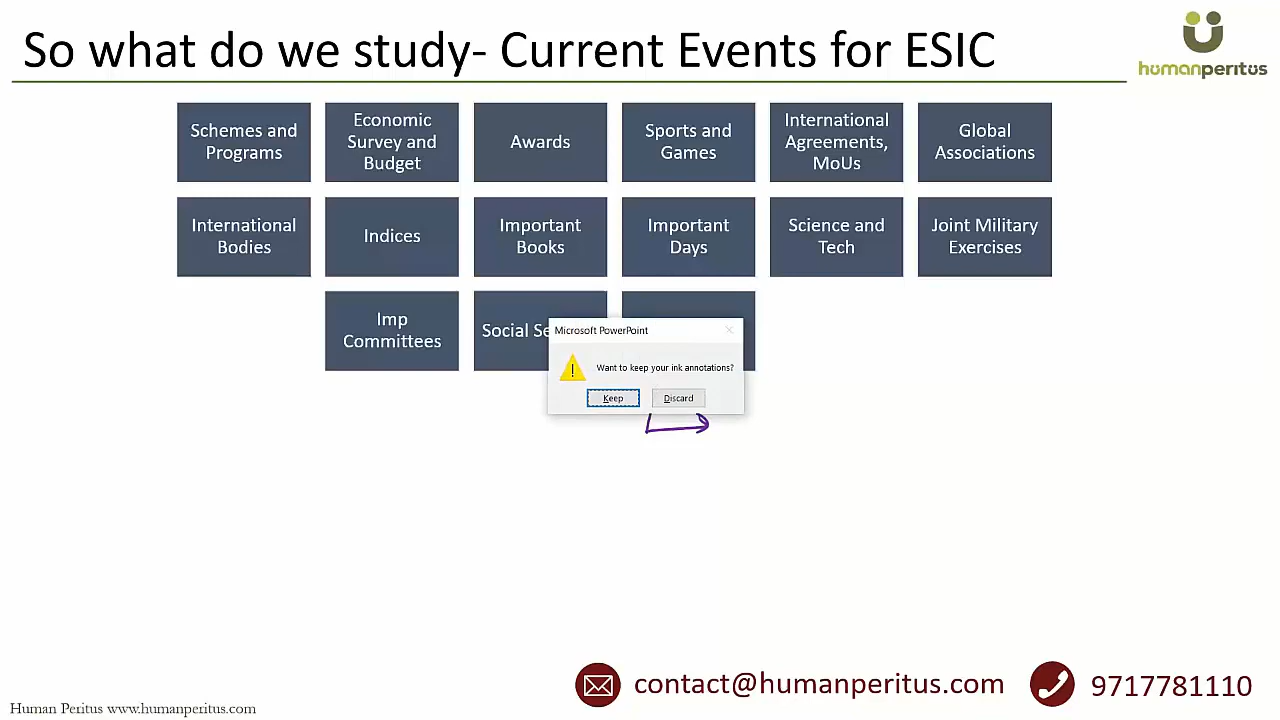 So what do we study- Current Events for ESIC
humanperitus
Schemes and
Programs
Economic
Survey and
Budget
Awards
Sports and
Games
International
Agreements,
MoUs
Global
Associations
International
Bodies
Indices
Important
Books
Important
Days
Science and
Tech
Joint Military
Exercises
Imp
Committees
Social
Microsoft PowerPoint
Want to keep your ink annotations?
Keep
Discard
contact@humanperitus.com
9717781110
Human Peritus www.humanperitus.com